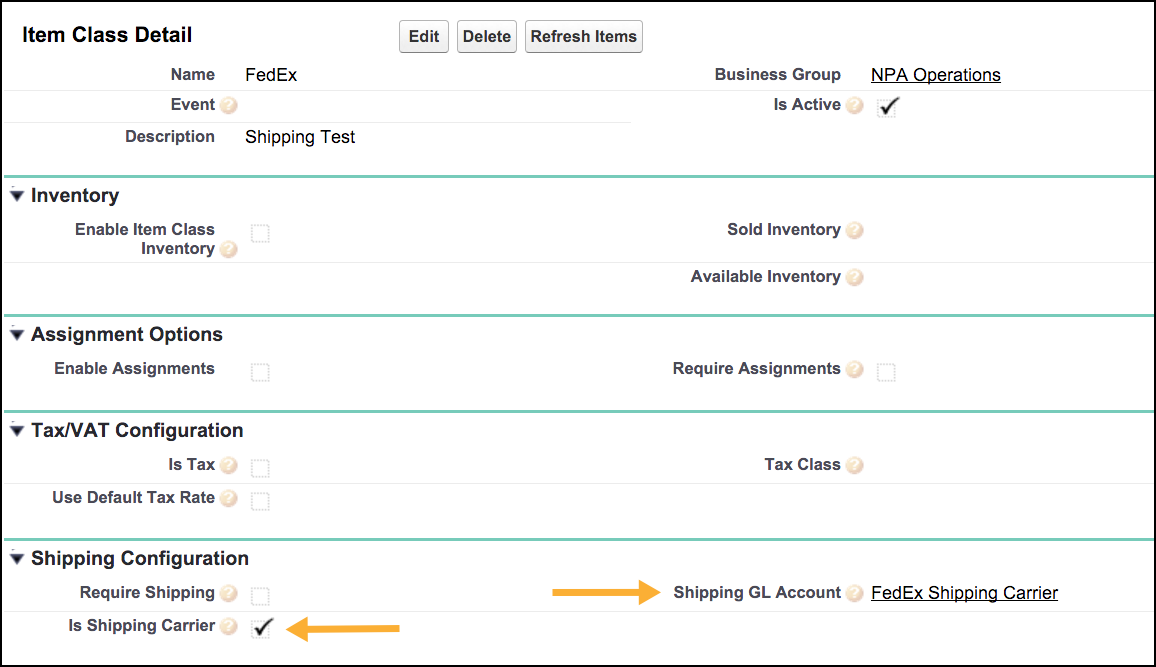 Item Class Detail Edit Delete Refresh Items
Name FedEx Business Group NPA Operations
Event ? Is Active ?
Description Shipping Test
Inventory
Enable Item Class Sold Inventory ?
Inventory ?
Available Inventory ?
Assignment Options
Enable Assignments Require Assignments ?
Tax/VAT Configuration
Is Tax ? Tax Class ?
Use Default Tax Rate ?
Shipping Configuration
Require Shipping ? Shipping GL Account ? FedEx Shipping Carrier
Is Shipping Carrier ?